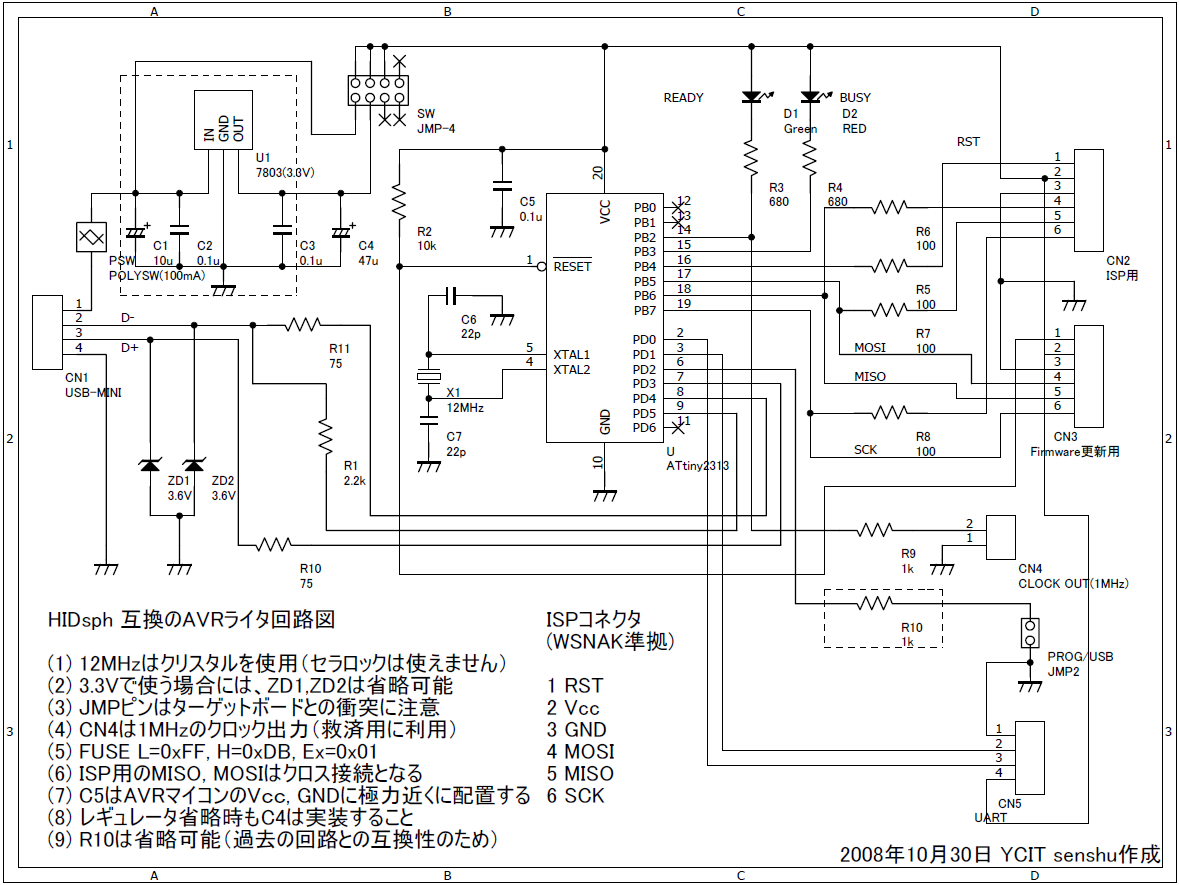 A B C D
1
2
3
1
2
3
A B C D
IN
GND
OUT
U1
7803(3.3V)
SW
JMP-4
READY
BUSY
D1
Green
D2
RED
RST
R3
680
R4
680
R2
10k
C5
0.1u
PSW
POLYSW(100mA)
C1
10u
C2
0.1u
C3
0.1u
C4
47u
20
VCC
1
RESET
5
XTAL1
4
XTAL2
GND
10
PB0 12
PB1 13
PB2 14
PB3 15
PB4 16
PB5 17
PB6 18
PB7 19
PD0 2
PD1 3
PD2 6
PD3 7
PD4 8
PD5 9
PD6 11
U
ATtiny2313
R6
100
R5
100
R7
100
R8
100
MOSI
MISO
SCK
1
2
3
4
5
6
CN2
ISP用
1
2
3
4
5
6
CN3
Firmware更新用
1
2
3
4
D-
D+
CN1
USB-MINI
R11
75
R1
2.2k
ZD1
3.6V
ZD2
3.6V
R10
75
C6
22p
X1
12MHz
C7
22p
R9
1k
2
1
CN4
CLOCK OUT(1MHz)
R10
1k
PROG/USB
JMP2
1
2
3
4
CN5
UART
HIDsph 互換のAVRライタ回路図
(1) 12MHzはクリスタルを使用(セラロックは使えません)
(2) 3.3Vで使う場合には、ZD1,ZD2は省略可能
(3) JMPピンはターゲットボードとの衝突に注意
(4) CN4は1MHzのクロック出力(救済用に利用)
(5) FUSE L=0xFF, H=0xDB, Ex=0x01
(6) ISP用のMISO, MOSIはクロス接続となる
(7) C5はAVRマイコンのVcc, GNDに極力近くに配置する
(8) レギュレータ省略時もC4は実装すること
(9) R10は省略可能(過去の回路との互換性のため)
ISPコネクタ
(WSNAK準拠)
1 RST
2 Vcc
3 GND
4 MOSI
5 MISO
6 SCK
2008年10月30日 YCIT senshu作成